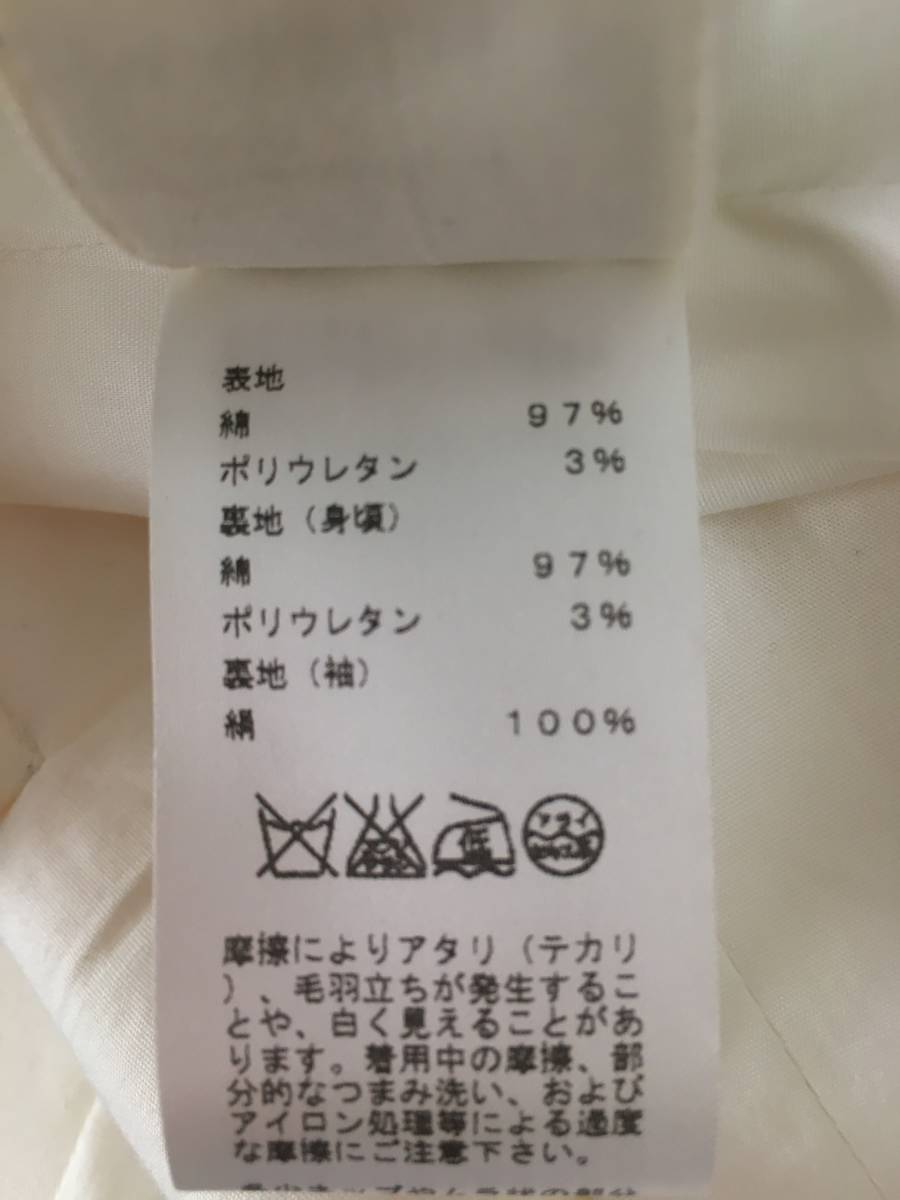 表地
綿 97%
ポリウレタン 3%
裏地（身頃）
綿 97%
ポリウレタン 3%
裏地（袖）
絹 100%
低 ドライ
摩擦によりアタリ（テカリ
）、毛羽立ちが発生するこ
とや、白く見えることがあ
ります。着用中の摩擦、部
分的なつまみ洗い、および
アイロン処理等による過度
な摩擦にご注意下さい。